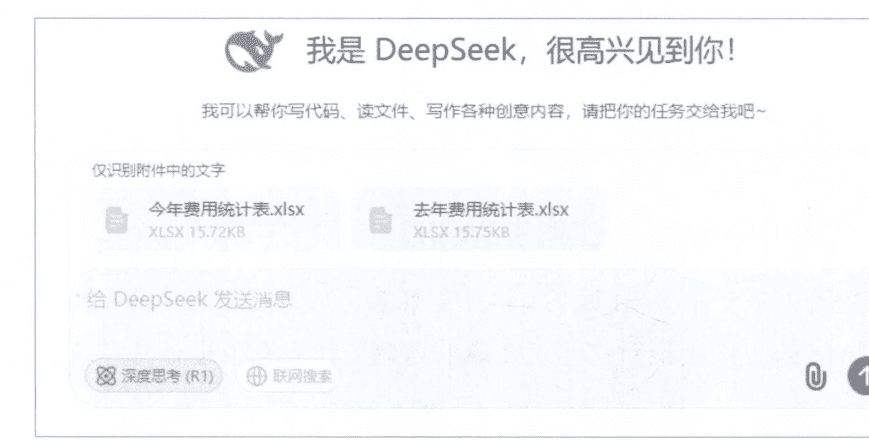 我是 DeepSeek，很高兴见到你！
我可以帮你写代码、读文件、写作各种创意内容，请把你的任务交给我吧~
仅识别附件中的文字
今年费用统计表.xlsx
XLSX 15.72KB
去年费用统计表.xlsx
XLSX 15.75KB
给 DeepSeek 发送消息
深度思考 (R1)
联网搜索